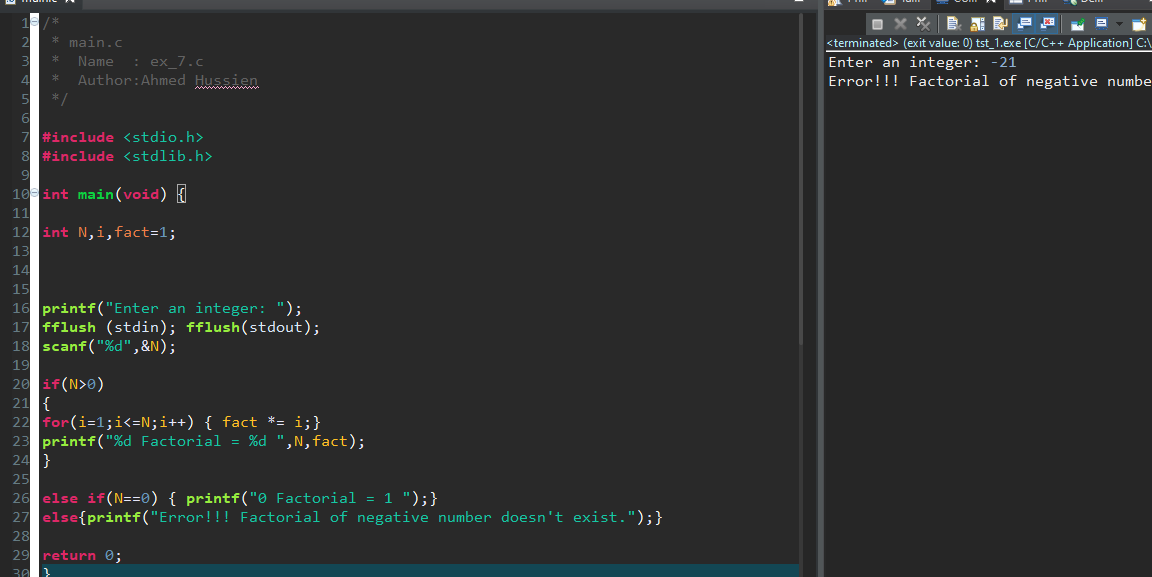 1 /*
2  * main.c
3  *  Name  : ex_7.c
4  *  Author:Ahmed Hussien
5  */
6
7 #include <stdio.h>
8 #include <stdlib.h>
9
10 int main(void) {
11
12 int N,i,fact=1;
13
14
15
16 printf("Enter an integer: ");
17 fflush (stdin); fflush(stdout);
18 scanf("%d",&N);
19
20 if(N>0)
21 {
22 for(i=1;i<=N;i++) { fact *= i;}
23 printf("%d Factorial = %d ",N,fact);
24 }
25
26 else if(N==0) { printf("0 Factorial = 1 ");}
27 else{printf("Error!!! Factorial of negative number doesn't exist.");}
28
29 return 0;
30 }
<terminated> (exit value: 0) tst_1.exe [C/C++ Application] C:\
Enter an integer: -21
Error!!! Factorial of negative numbe